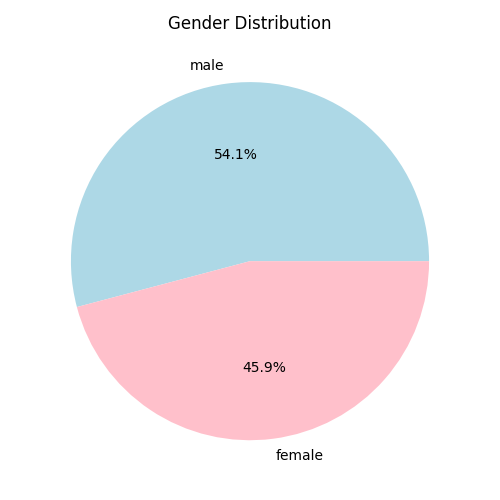 Gender Distribution
male
54.1%
45.9%
female